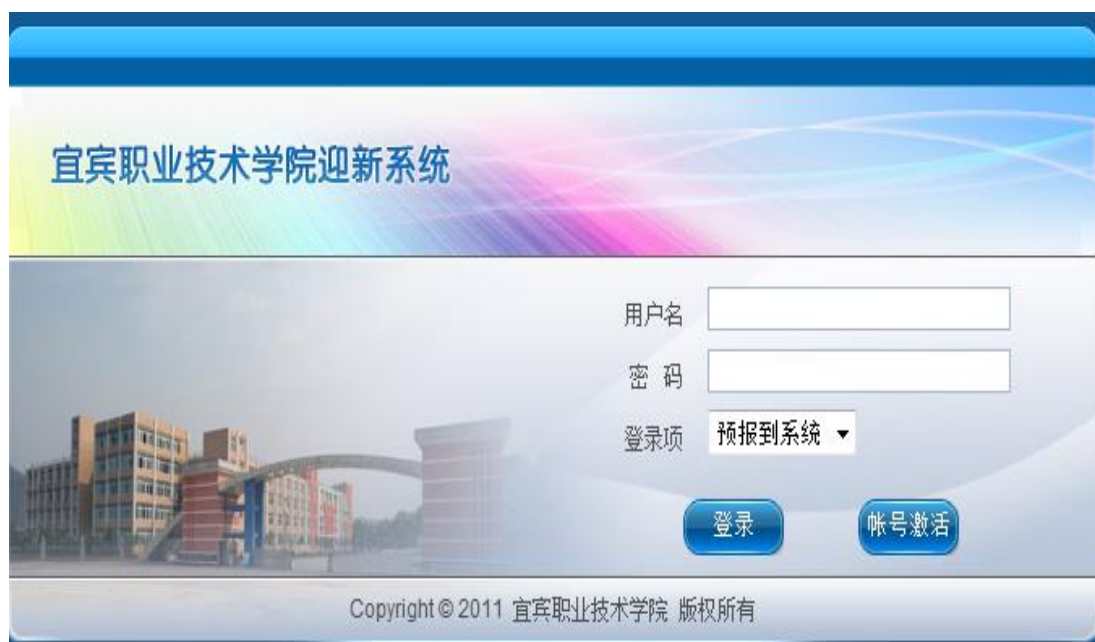 宜宾职业技术学院迎新系统
用户名
密 码
登录项 预报到系统
登录 帐号激活
Copyright © 2011 宜宾职业技术学院 版权所有